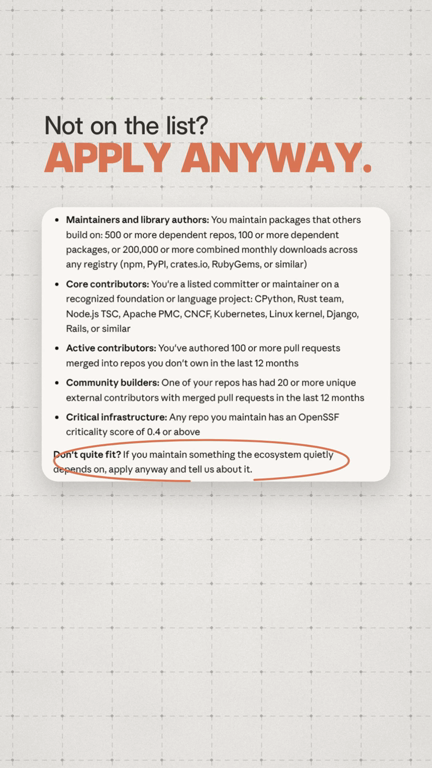 Not on the list?
APPLY ANYWAY.
• Maintainers and library authors: You maintain packages that others
build on: 500 or more dependent repos, 100 or more dependent
packages, or 200,000 or more combined monthly downloads across
any registry (npm, PyPI, crates.io, RubyGems, or similar)
• Core contributors: You're a listed committer or maintainer on a
recognized foundation or language project: CPython, Rust team,
Node.js TSC, Apache PMC, CNCF, Kubernetes, Linux kernel, Django,
Rails, or similar
• Active contributors: You've authored 100 or more pull requests
merged into repos you don't own in the last 12 months
• Community builders: One of your repos has had 20 or more unique
external contributors with merged pull requests in the last 12 months
• Critical infrastructure: Any repo you maintain has an OpenSSF
criticality score of 0.4 or above
Don't quite fit? If you maintain something the ecosystem quietly
depends on, apply anyway and tell us about it.